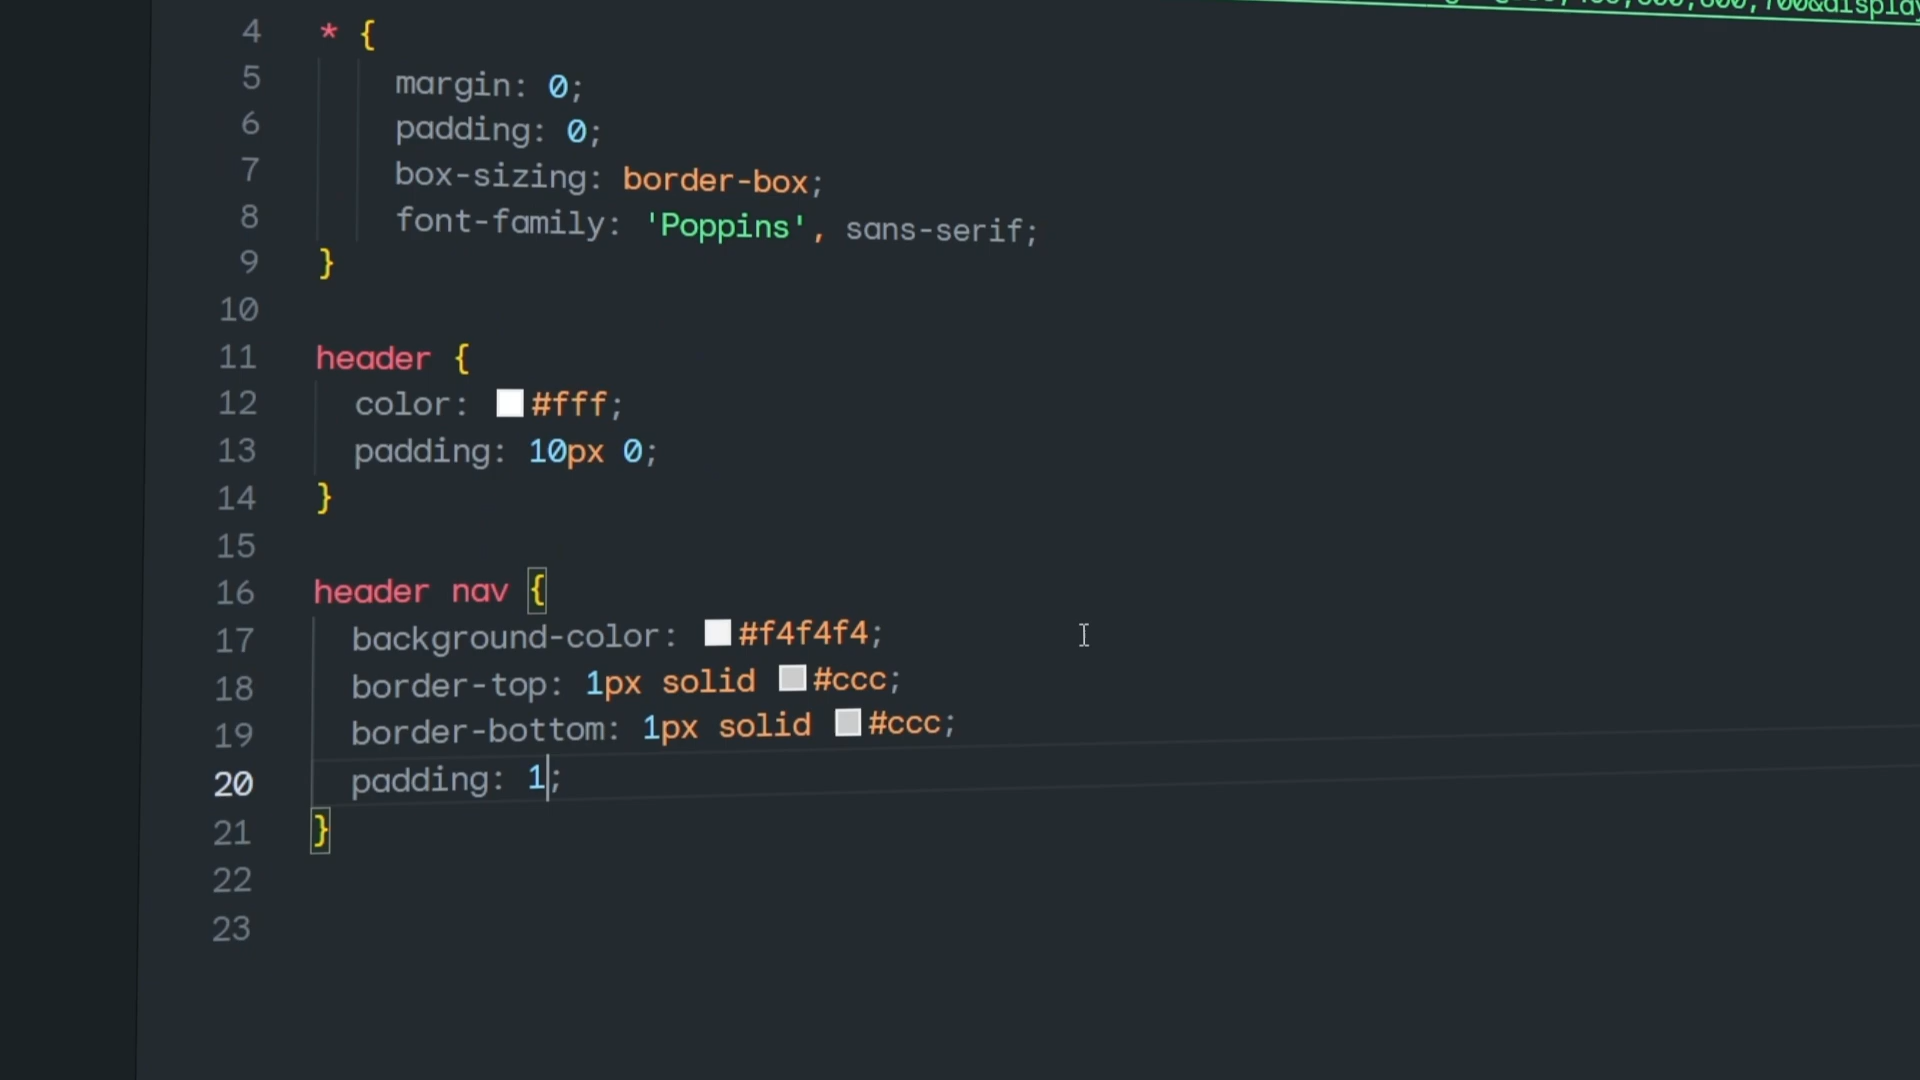 700&display
4 * {
5 margin: 0;
6 padding: 0;
7 box-sizing: border-box;
8 font-family: 'Poppins', sans-serif;
9 }
10
11 header {
12 color: #fff;
13 padding: 10px 0;
14 }
15
16 header nav {
17 background-color: #f4f4f4;
18 border-top: 1px solid #ccc;
19 border-bottom: 1px solid #ccc;
20 padding: 1;
21 }
22
23